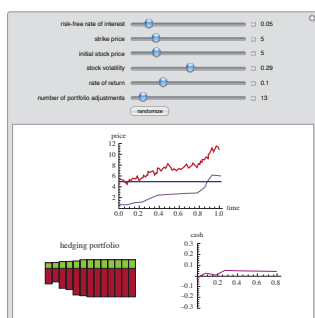 risk-free rate of interest 0.05
strike price 5
initial stock price 5
stock volatility 0.29
rate of return 0.1
number of portfolio adjustments 13
randomize
price
12
10
8
6
4
2
0.0 0.2 0.4 0.6 0.8 1.0
time
hedging portfolio
cash
0.3
0.2
0.1
0.2 0.4 0.6 0.8
-0.1
-0.2
-0.3